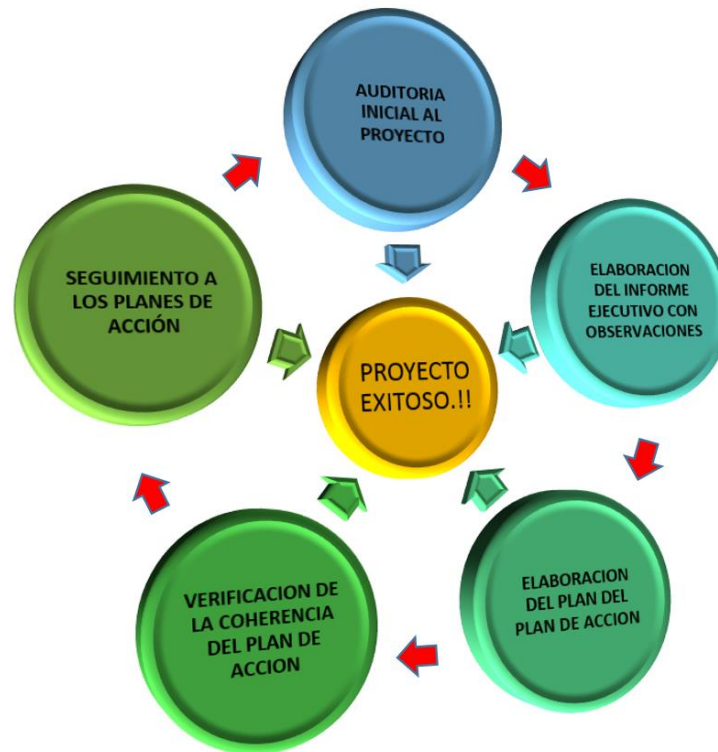 AUDITORIA
INICIAL AL
PROYECTO
ELABORACION
DEL INFORME
EJECUTIVO CON
OBSERVACIONES
ELABORACION
DEL PLAN DEL
PLAN DE ACCION
VERIFICACION DE
LA COHERENCIA
DEL PLAN DE
ACCION
SEGUIMIENTO A
LOS PLANES DE
ACCIÓN
PROYECTO
EXITOSO.!!